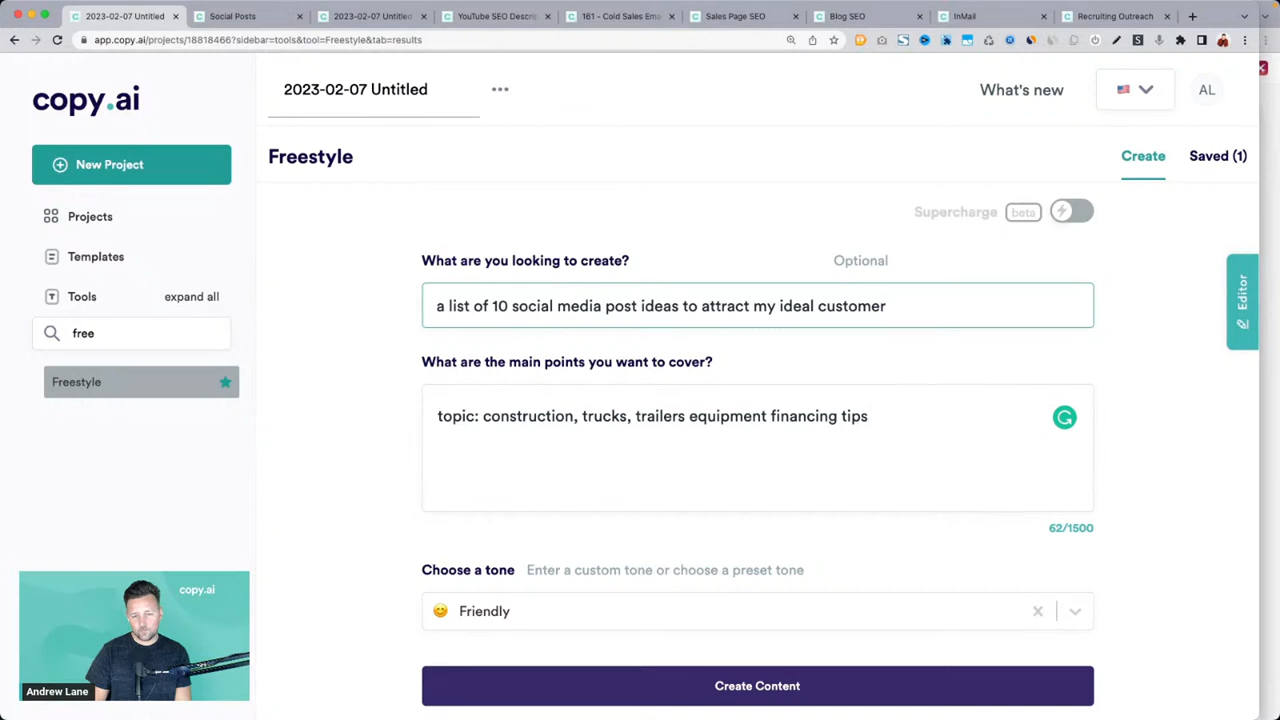 2023-02-07 Untitled
Social Posts
2023-02-07 Untitled
YouTube SEO Descri
161 - Cold Sales Ema
Sales Page SEO
Blog SEO
InMail
Recruiting Outreach
app.copy.ai/projects/18818466?sidebar=tools&tool=Freestyle&tab=results
copy.ai
2023-02-07 Untitled
What's new
AL
New Project
Freestyle
Create
Saved (1)
Projects
Supercharge
beta
Templates
What are you looking to create?
Optional
Tools
expand all
a list of 10 social media post ideas to attract my ideal customer
Editor
free
What are the main points you want to cover?
Freestyle
topic: construction, trucks, trailers equipment financing tips
62/1500
Choose a tone
Enter a custom tone or choose a preset tone
Friendly
copy.ai
Create Content
Andrew Lane